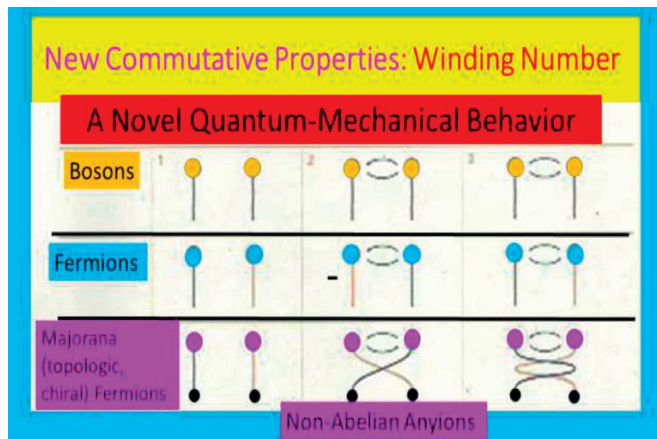 New Commutative Properties: Winding Number
A Novel Quantum-Mechanical Behavior
Bosons
1
2
3
Fermions
-
Majorana
(topologic,
chiral) Fermions
Non-Abelian Anyions